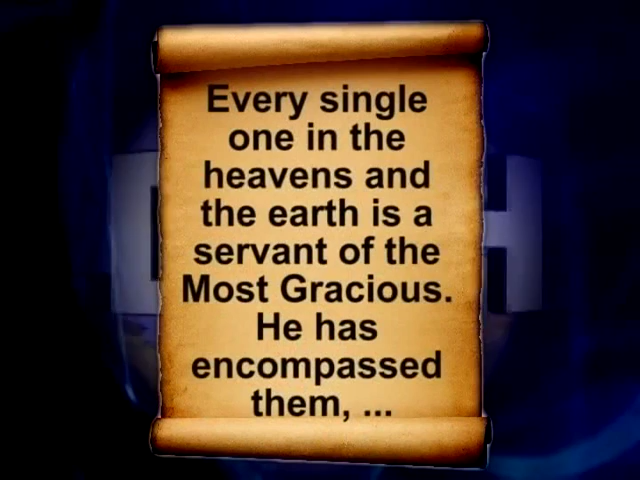 Every single
one in the
heavens and
the earth is a
servant of the
Most Gracious.
He has
encompassed
them, ...